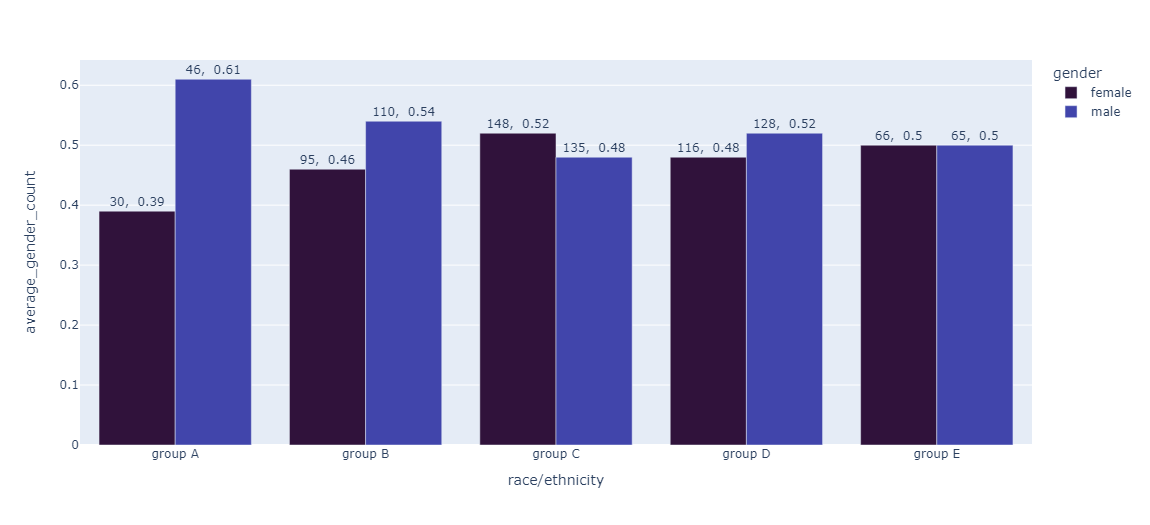 gender
female
male
46, 0.61
110, 0.54
148, 0.52
128, 0.52
135, 0.48
116, 0.48
66, 0.5
65, 0.5
95, 0.46
30, 0.39
0.6
0.5
0.4
0.3
0.2
0.1
0
average_gender_count
group A
group B
group C
group D
group E
race/ethnicity